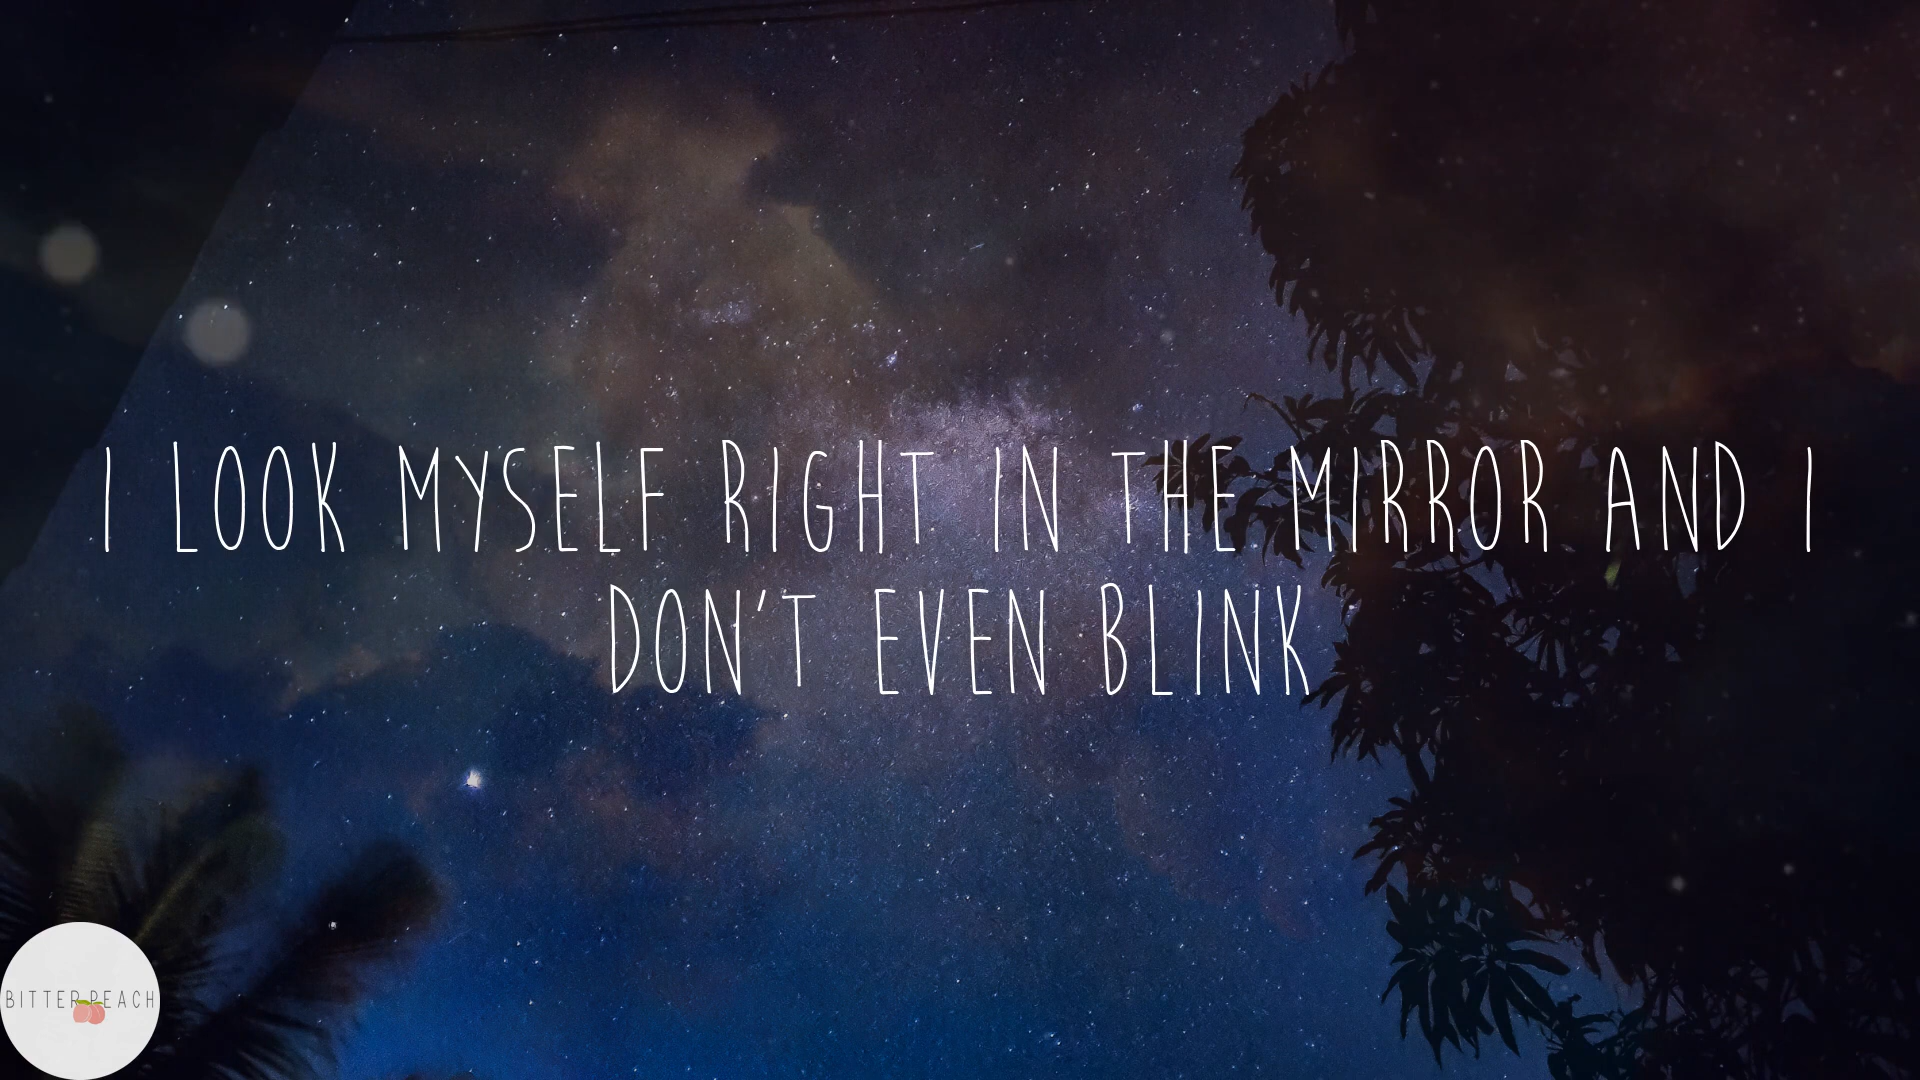 I LOOK MYSELF RIGHT IN THE MIRROR AND I
DON'T EVEN BLINK
BITTER PEACH